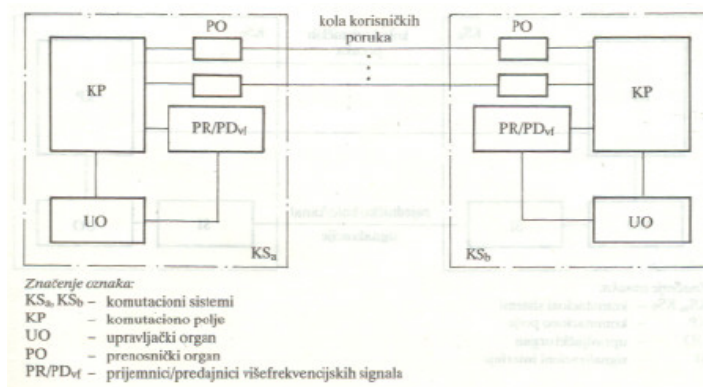 PO
kola korisničkih
poruka
PO
KP
KP
PR/PDvf
PR/PDvf
UO
UO
KSa
KSb
Značenje oznaka:
KSa, KSb – komutacioni sistemi
KP – komutaciono polje
UO – upravljački organ
PO – prenosnički organ
PR/PDvf – prijemnici/predajnici višefrekvencijskih signala